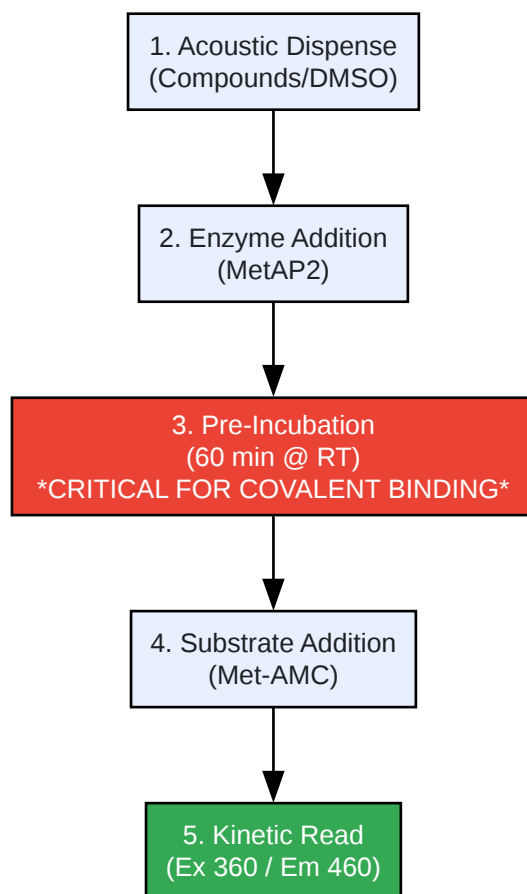 1. Acoustic Dispense
(Compounds/DMSO)
2. Enzyme Addition
(MetAP2)
3. Pre-Incubation
(60 min @ RT)
*CRITICAL FOR COVALENT BINDING*
4. Substrate Addition
(Met-AMC)
5. Kinetic Read
(Ex 360 / Em 460)